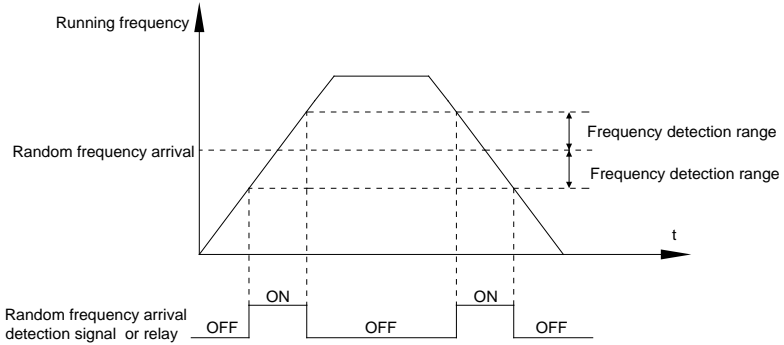 Running frequency
Frequency detection range
Random frequency arrival
Frequency detection range
t
ON
ON
Random frequency arrival
detection signal or relay
OFF
OFF
OFF